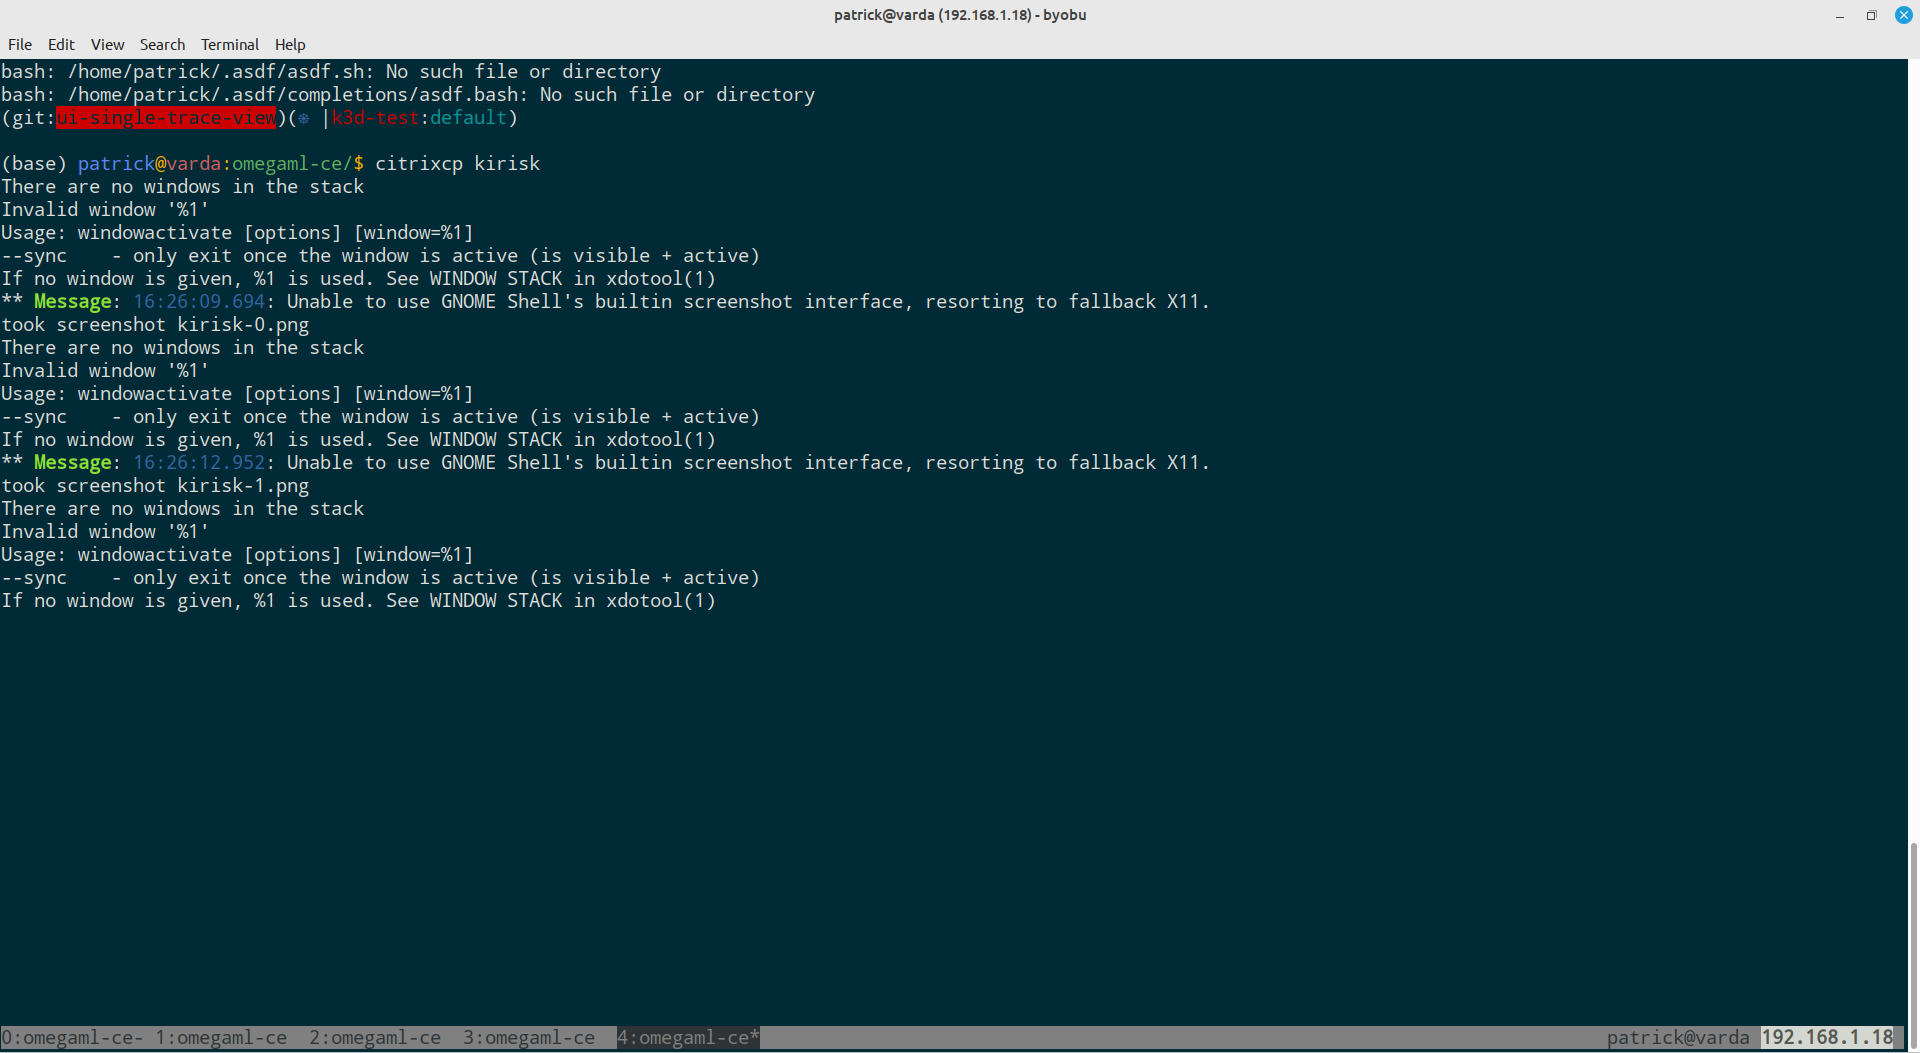 patrick@varda (192.168.1.18) - byobu
File Edit View Search Terminal Help
bash: /home/patrick/.asdf/asdf.sh: No such file or directory
bash: /home/patrick/.asdf/completions/asdf.bash: No such file or directory
(git:ui-single-trace-view)(⎈ |k3d-test:default)
(base) patrick@varda:omegaml-ce/$ citrixcp kirisk
There are no windows in the stack
Invalid window '%1'
Usage: windowactivate [options] [window=%1]
--sync    - only exit once the window is active (is visible + active)
If no window is given, %1 is used. See WINDOW STACK in xdotool(1)
** Message: 16:26:09.694: Unable to use GNOME Shell's builtin screenshot interface, resorting to fallback X11.
took screenshot kirisk-0.png
There are no windows in the stack
Invalid window '%1'
Usage: windowactivate [options] [window=%1]
--sync    - only exit once the window is active (is visible + active)
If no window is given, %1 is used. See WINDOW STACK in xdotool(1)
** Message: 16:26:12.952: Unable to use GNOME Shell's builtin screenshot interface, resorting to fallback X11.
took screenshot kirisk-1.png
There are no windows in the stack
Invalid window '%1'
Usage: windowactivate [options] [window=%1]
--sync    - only exit once the window is active (is visible + active)
If no window is given, %1 is used. See WINDOW STACK in xdotool(1)
0:omegaml-ce- 1:omegaml-ce  2:omegaml-ce  3:omegaml-ce  4:omegaml-ce* patrick@varda 192.168.1.18